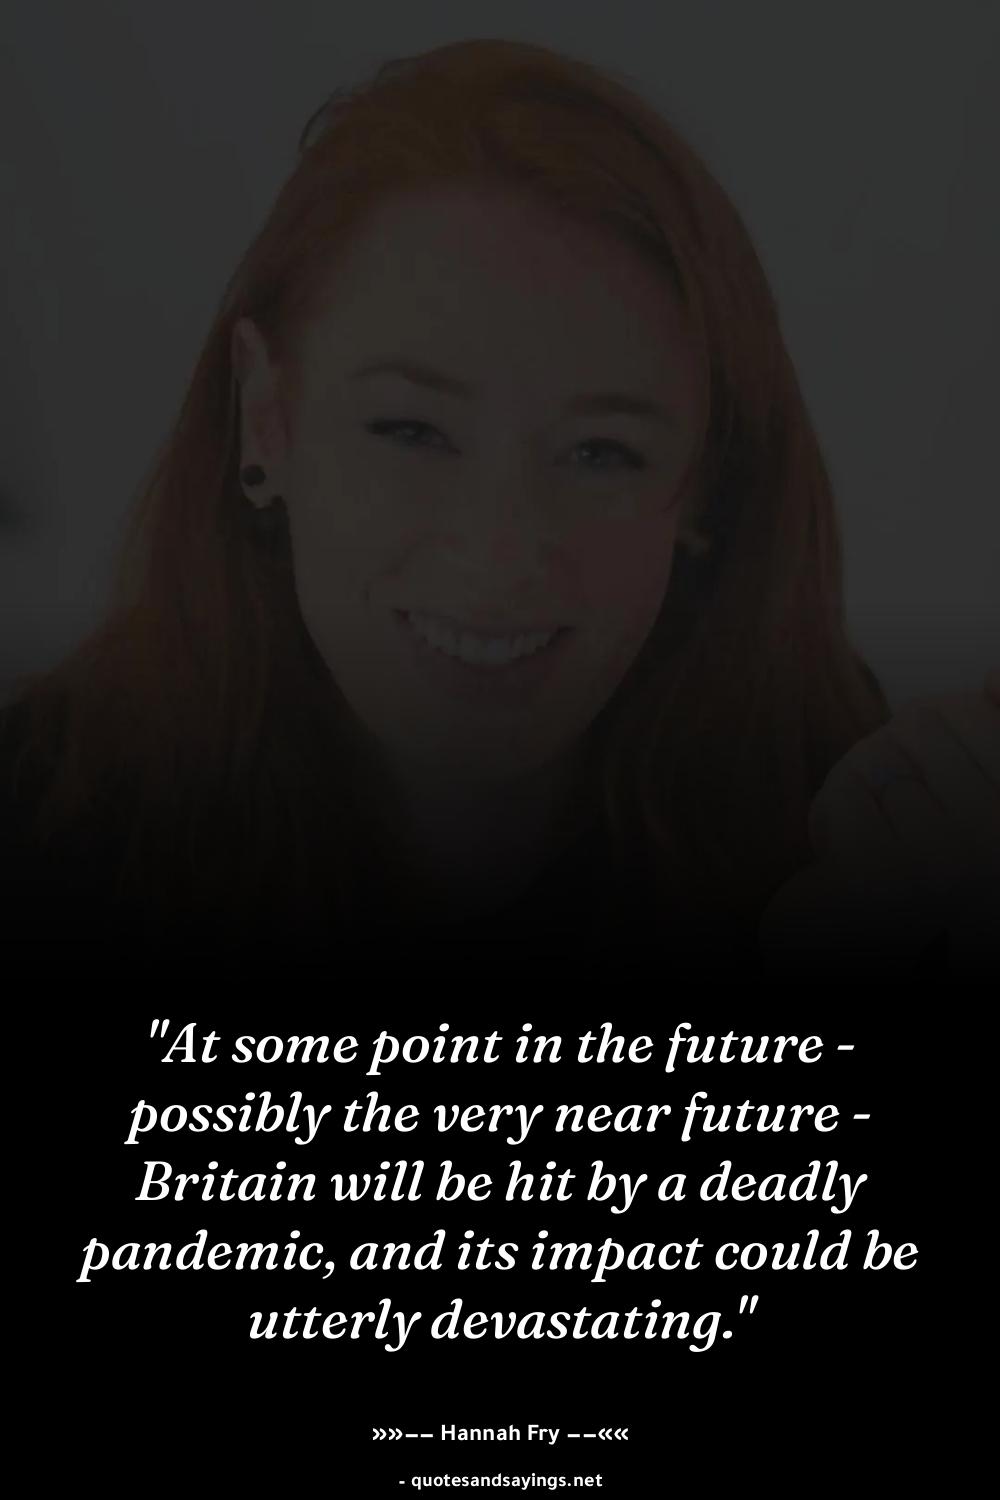 "At some point in the future -
possibly the very near future -
Britain will be hit by a deadly
pandemic, and its impact could be
utterly devastating."
»»–– Hannah Fry ––««
- quotesandsayings.net